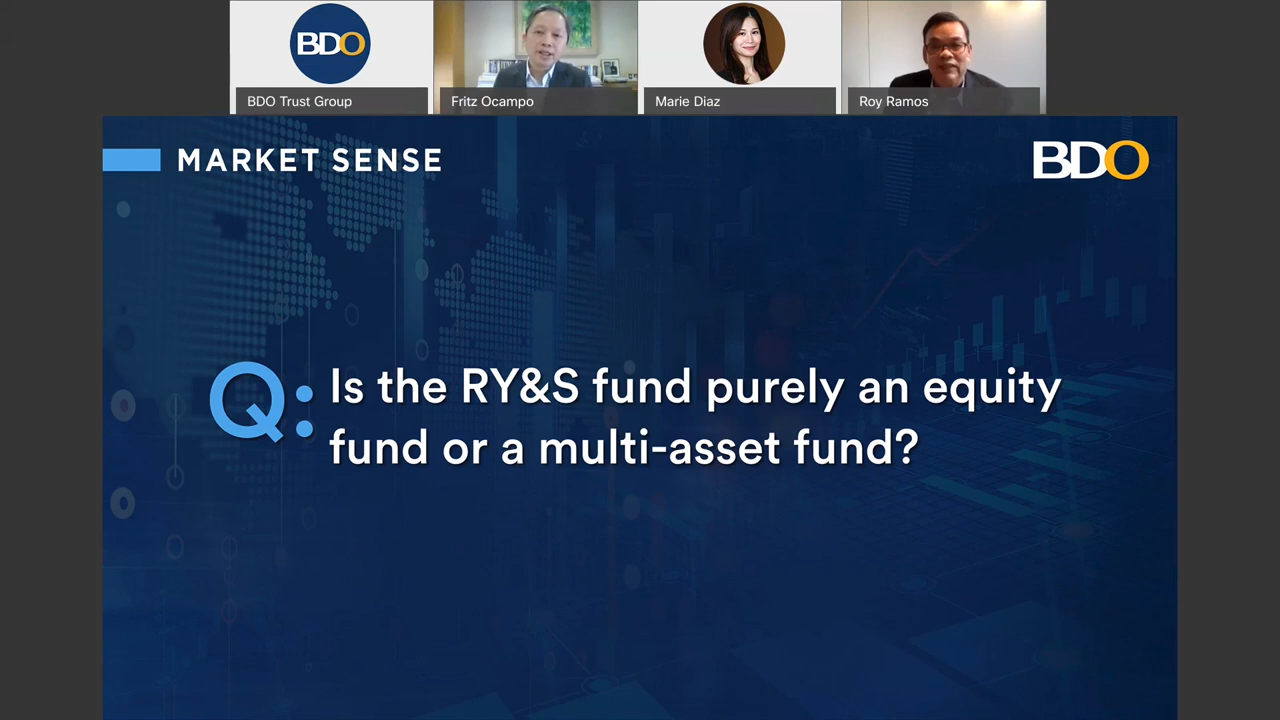 BDO
BDO Trust Group
Fritz Ocampo
Marie Diaz
Roy Ramos
MARKET SENSE
BDO
Q: Is the RY&S fund purely an equity
fund or a multi-asset fund?